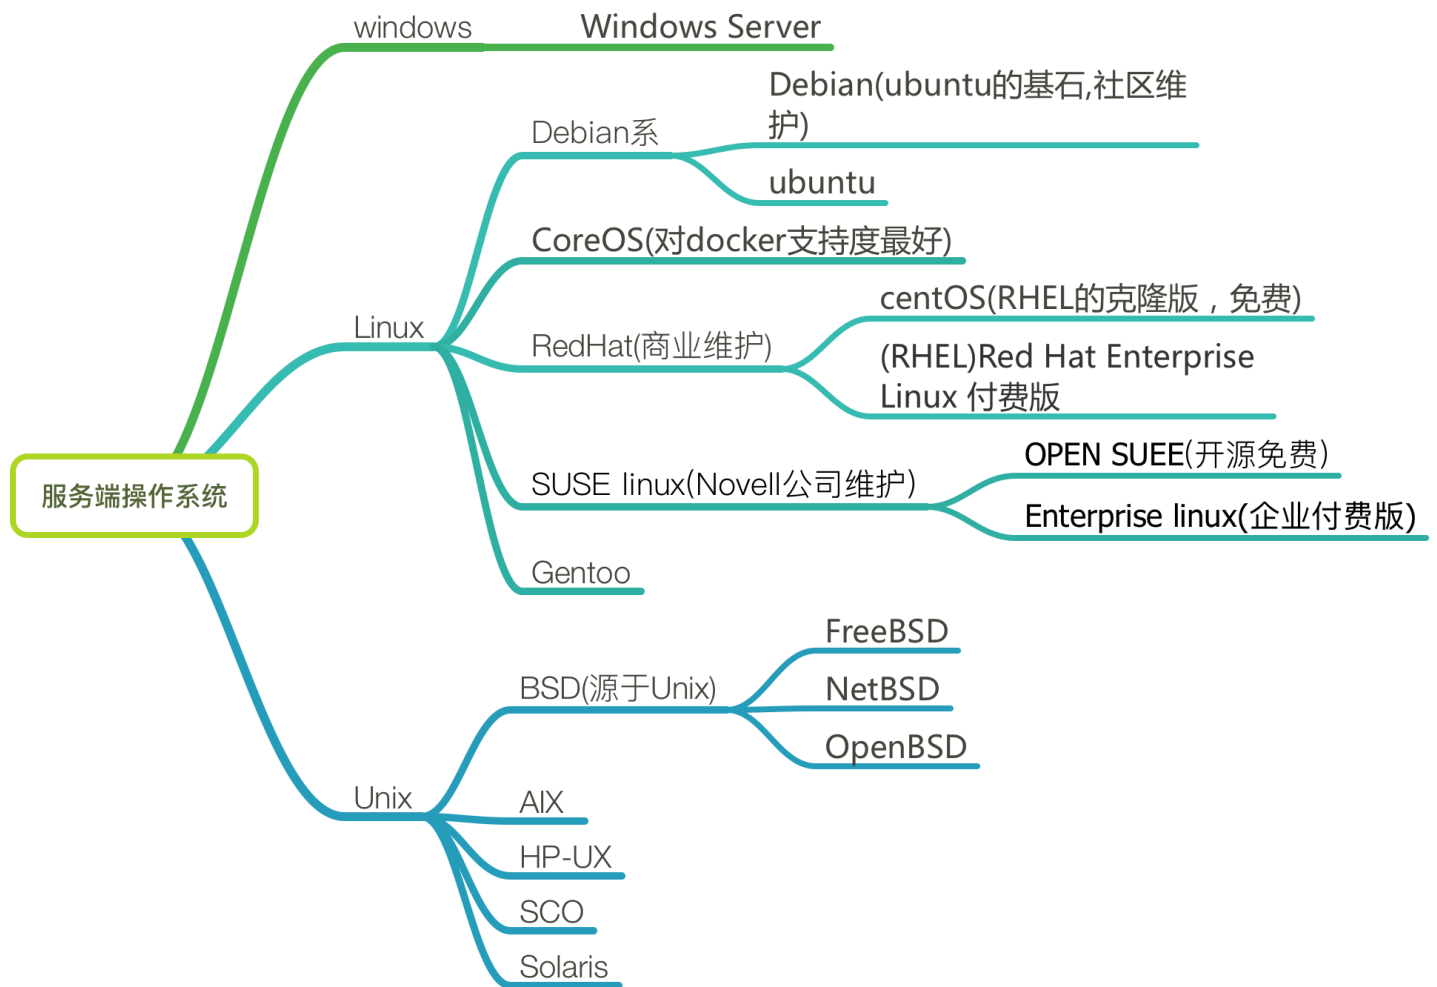 windows
Windows Server
Debian系
Debian(ubuntu的基石,社区维
护)
ubuntu
CoreOS(对docker支持度最好)
Linux
RedHat(商业维护)
centOS(RHEL的克隆版，免费)
(RHEL)Red Hat Enterprise
Linux 付费版
SUSE linux(Novell公司维护)
OPEN SUEE(开源免费)
Enterprise linux(企业付费版)
Gentoo
服务端操作系统
Unix
BSD(源于Unix)
FreeBSD
NetBSD
OpenBSD
AIX
HP-UX
SCO
Solaris